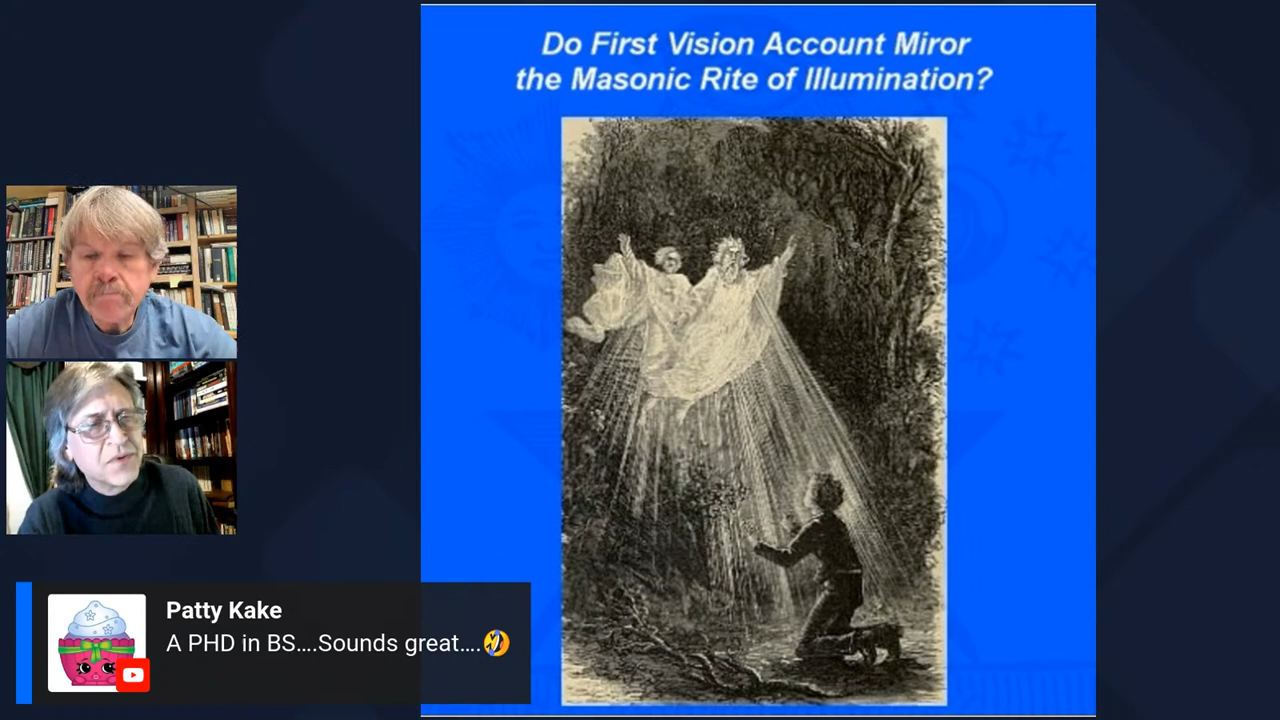 Do First Vision Account Miror
the Masonic Rite of Illumination?
Patty Kake
A PHD in BS....Sounds great....🤣